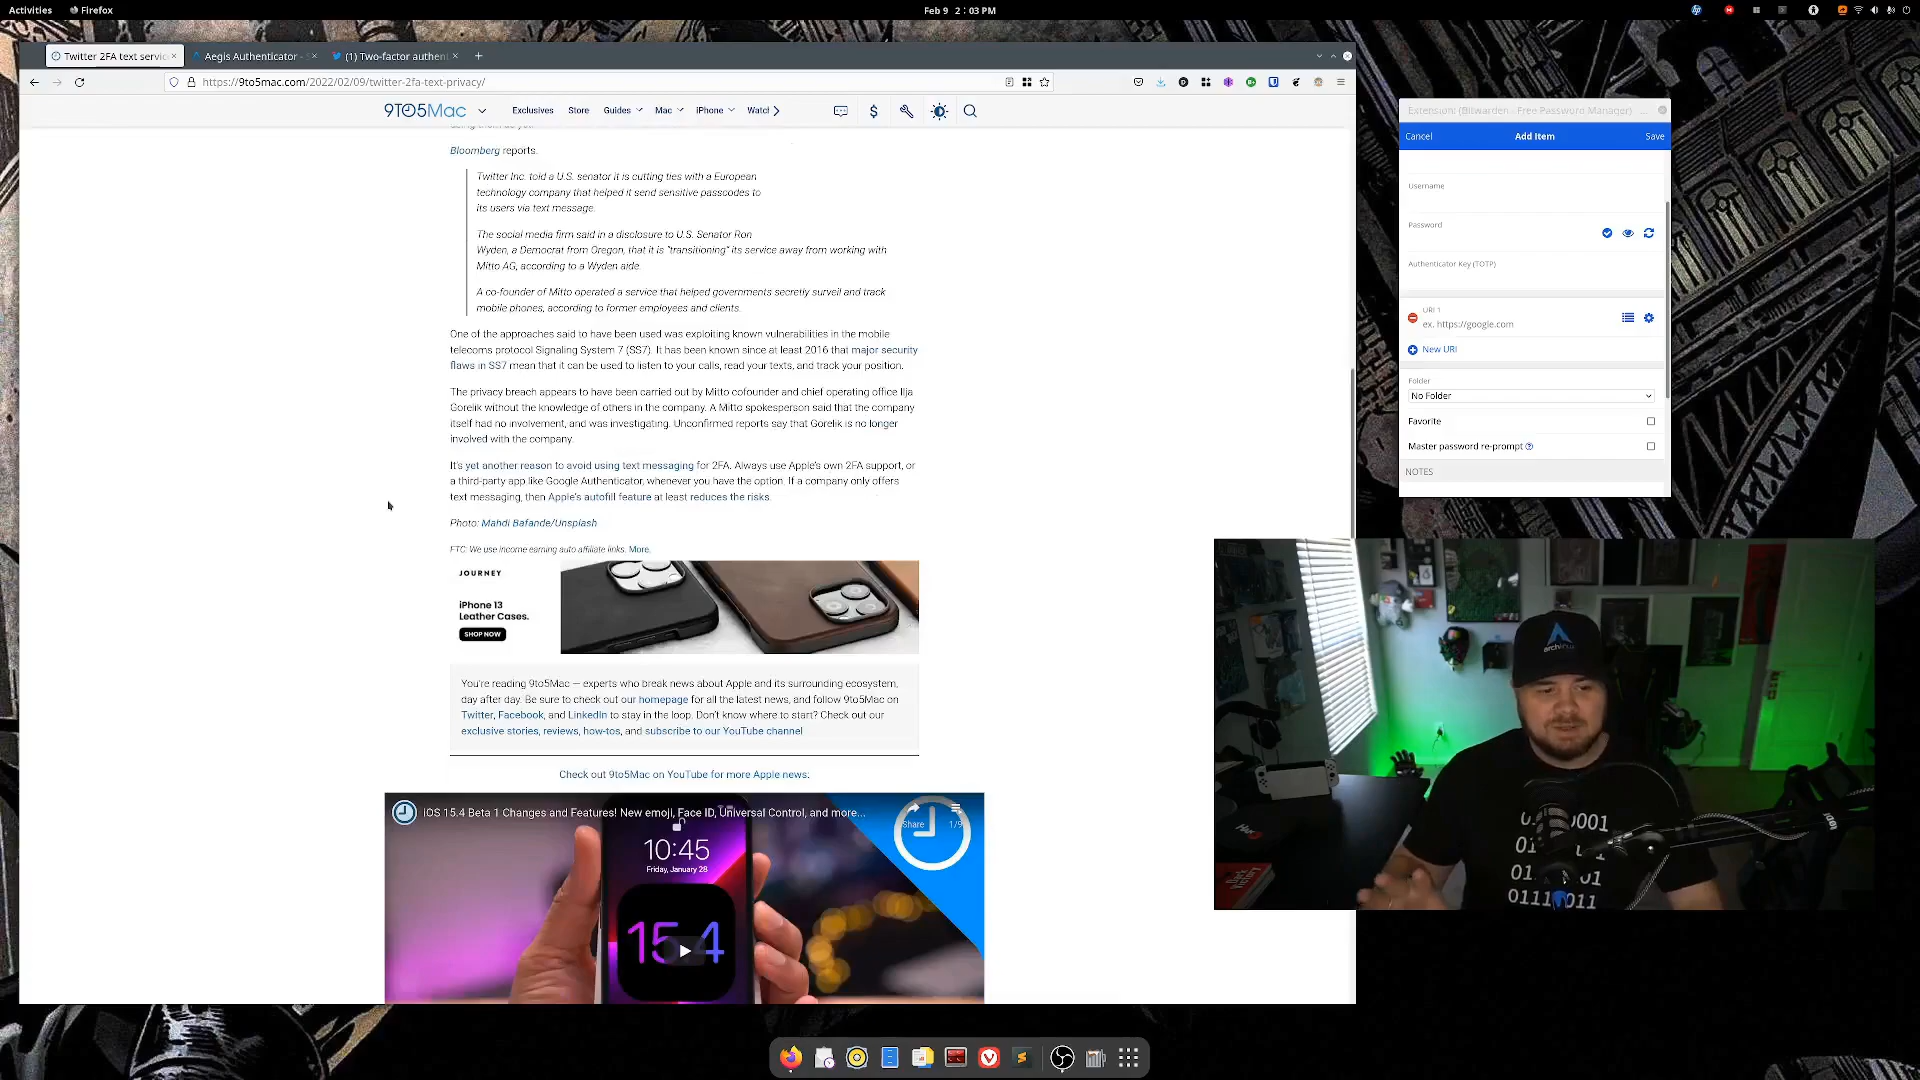 Activities
Firefox
Feb 9 2:03 PM
Twitter 2FA text servic
Aegis Authenticator -
(1) Two-factor authent
https://9to5mac.com/2022/02/09/twitter-2fa-text-privacy/
9TO5Mac
Exclusives
Store
Guides
Mac
iPhone
Watch
Bloomberg reports.
Twitter Inc. told a U.S. senator it is cutting ties with a European
technology company that helped it send sensitive passcodes to
its users via text message.
The social media firm said in a disclosure to U.S. Senator Ron
Wyden, a Democrat from Oregon, that it is "transitioning" its service away from working with
Mitto AG, according to a Wyden aide.
A co-founder of Mitto operated a service that helped governments secretly surveil and track
mobile phones, according to former employees and clients.
One of the approaches said to have been used was exploiting known vulnerabilities in the mobile
telecoms protocol Signaling System 7 (SS7). It has been known since at least 2016 that major security
flaws in SS7 mean that it can be used to listen to your calls, read your texts, and track your position.
The privacy breach appears to have been carried out by Mitto cofounder and chief operating office Ilja
Gorelik without the knowledge of others in the company. A Mitto spokesperson said that the company
itself had no involvement, and was investigating. Unconfirmed reports say that Gorelik is no longer
involved with the company.
It's yet another reason to avoid using text messaging for 2FA. Always use Apple's own 2FA support, or
a third-party app like Google Authenticator, whenever you have the option. If a company only offers
text messaging, then Apple's autofill feature at least reduces the risks.
Photo: Mahdi Bafande/Unsplash
FTC: We use income earning auto affiliate links. More.
JOURNEY
iPhone 13
Leather Cases.
SHOP NOW
You're reading 9to5Mac — experts who break news about Apple and its surrounding ecosystem,
day after day. Be sure to check out our homepage for all the latest news, and follow 9to5Mac on
Twitter, Facebook, and LinkedIn to stay in the loop. Don't know where to start? Check out our
exclusive stories, reviews, how-tos, and subscribe to our YouTube channel
Check out 9to5Mac on YouTube for more Apple news:
iOS 15.4 Beta 1 Changes and Features! New emoji, Face ID, Universal Control, and more...
Share
1/9
10:45
Friday, January 28
15.4
Extension: (Bitwarden - Free Password Manager)
Cancel
Add Item
Save
Username
Password
Authenticator Key (TOTP)
URI 1
ex. https://google.com
New URI
Folder
No Folder
Favorite
Master password re-prompt
NOTES
archlinux